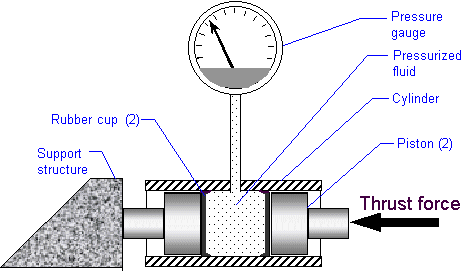 Pressure
gauge
Pressurized
fluid
Cylinder
Rubber cup (2)
Piston (2)
Support
structure
Thrust force